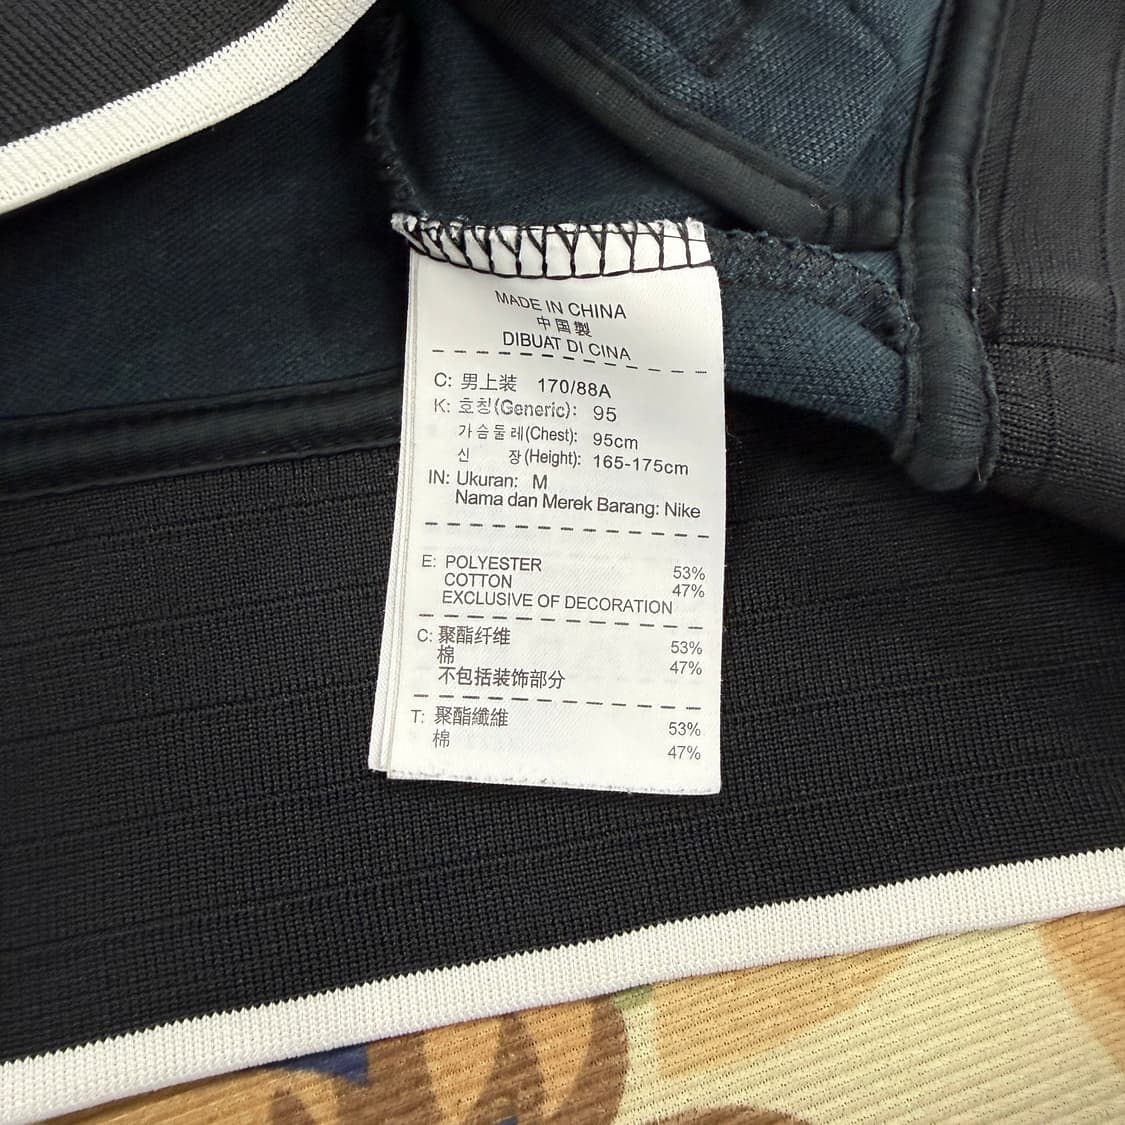 MADE IN CHINA
中国製
DIBUAT DI CINA
C: 男上装 170/88A
K: 호칭(Generic): 95
가슴둘레(Chest): 95cm
신 장(Height): 165-175cm
IN: Ukuran: M
Nama dan Merek Barang: Nike
E: POLYESTER 53%
COTTON 47%
EXCLUSIVE OF DECORATION
C: 聚酯纤维 53%
棉 47%
不包括装饰部分
T: 聚酯纖維 53%
棉 47%